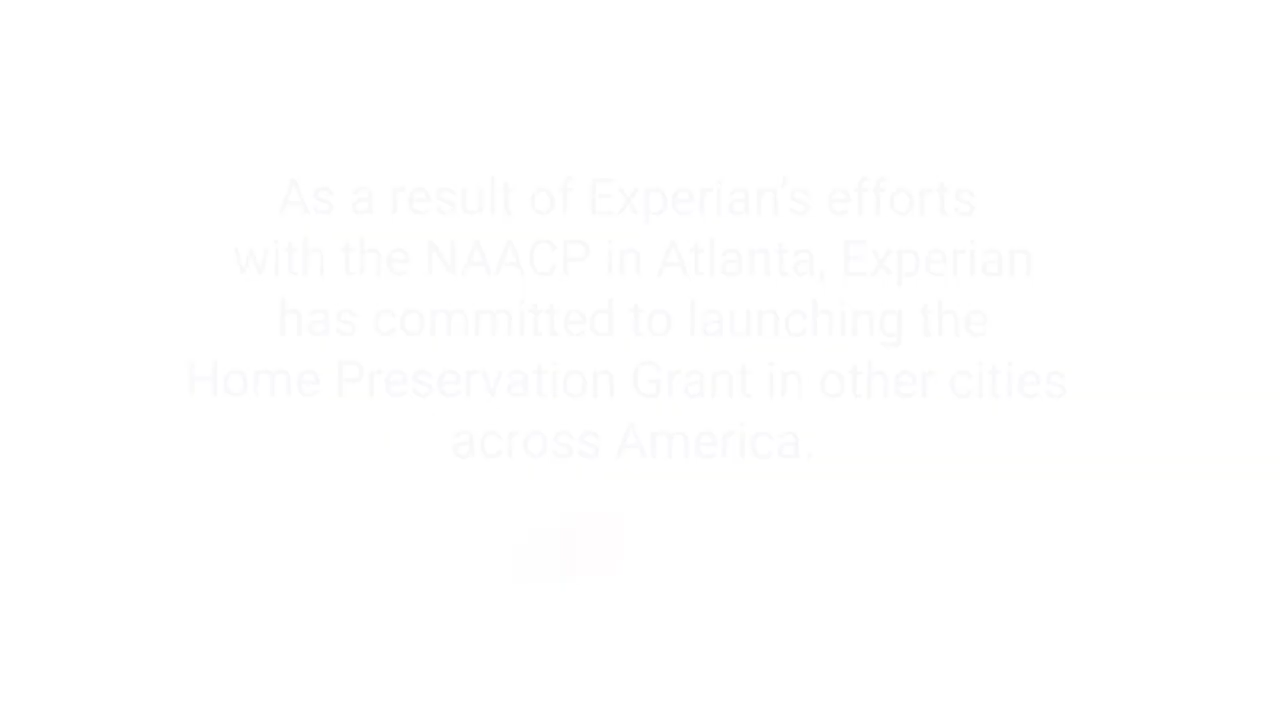 As a result of Experian's efforts
with the NAACP in Atlanta, Experian
has committed to launching the
Home Preservation Grant in other cities
across America.